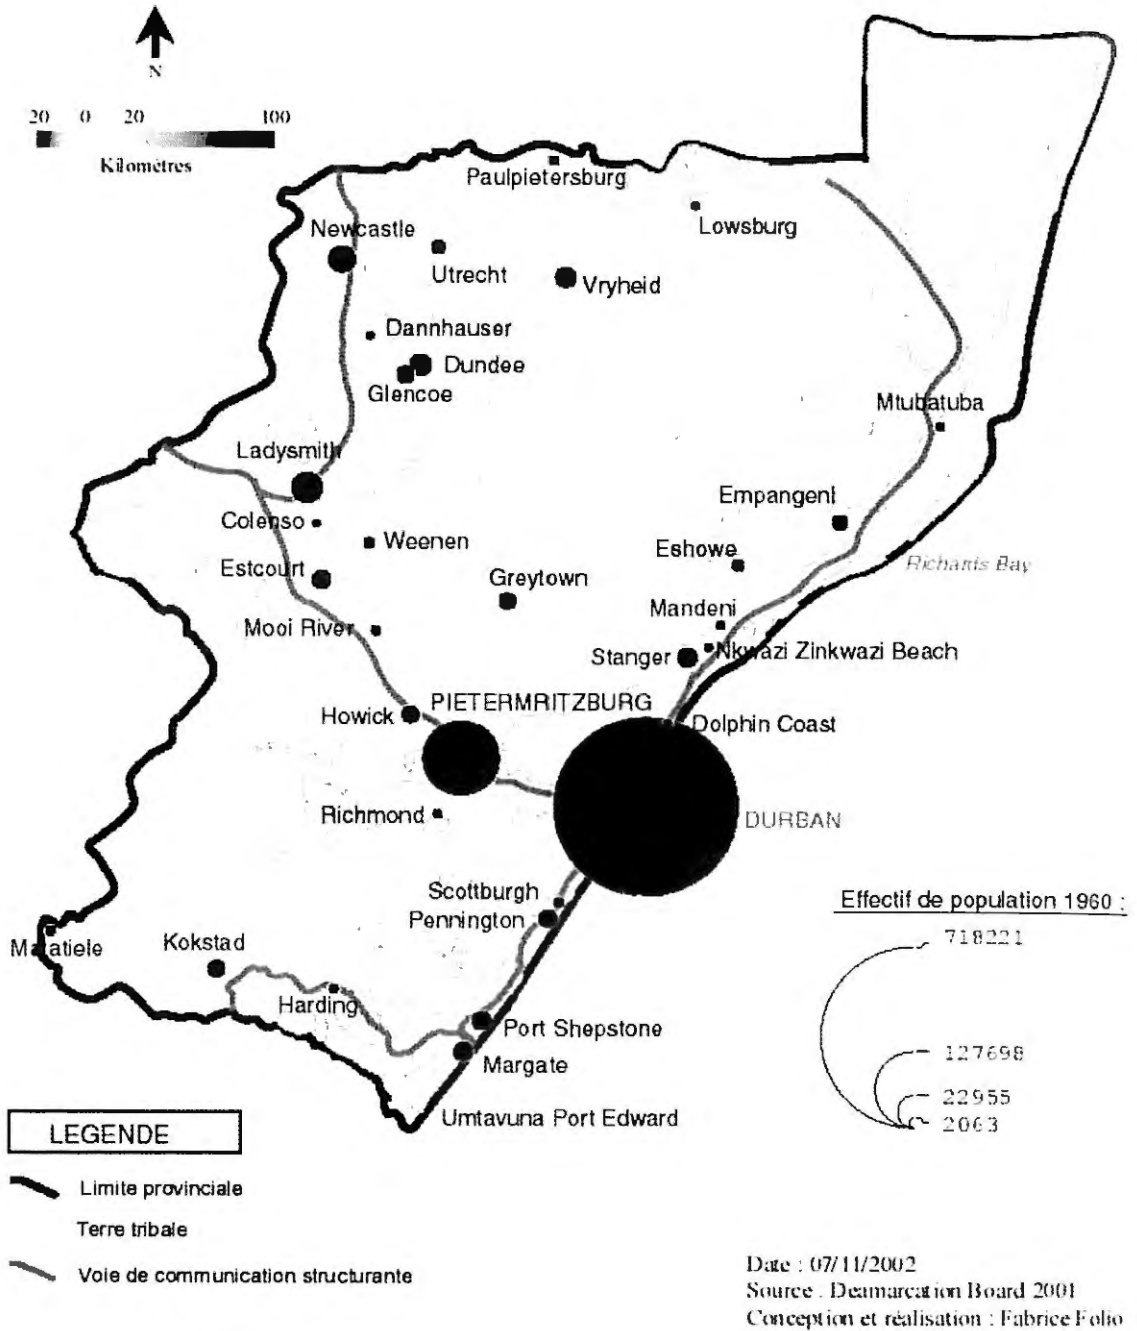 N
20 0 20 100
Kilométres
Paulpietersburg
Lowsburg
Newcastle
Utrecht
Vryheid
Dannhauser
Dundee
Glencoe
Mtubatuba
Ladysmith
Empangeni
Colenso
Weenen
Eshowe
Richards Bay
Estcourt
Greytown
Mandeni
Mooi River
Stanger
Nkwazi Zinkwazi Beach
PIETERMRITZBURG
Howick
Dolphin Coast
Richmond
DURBAN
Scottburgh
Pennington
Effectif de population 1960 :
718221
Matatiele
Kokstad
Harding
Port Shepstone
127698
Margate
22955
2063
Umtavuna Port Edward
LEGENDE
Limite provinciale
Terre tribale
Voie de communication structurante
Date : 07/11/2002
Source : Deamarcation Board 2001
Conception et réalisation : Fabrice Folio